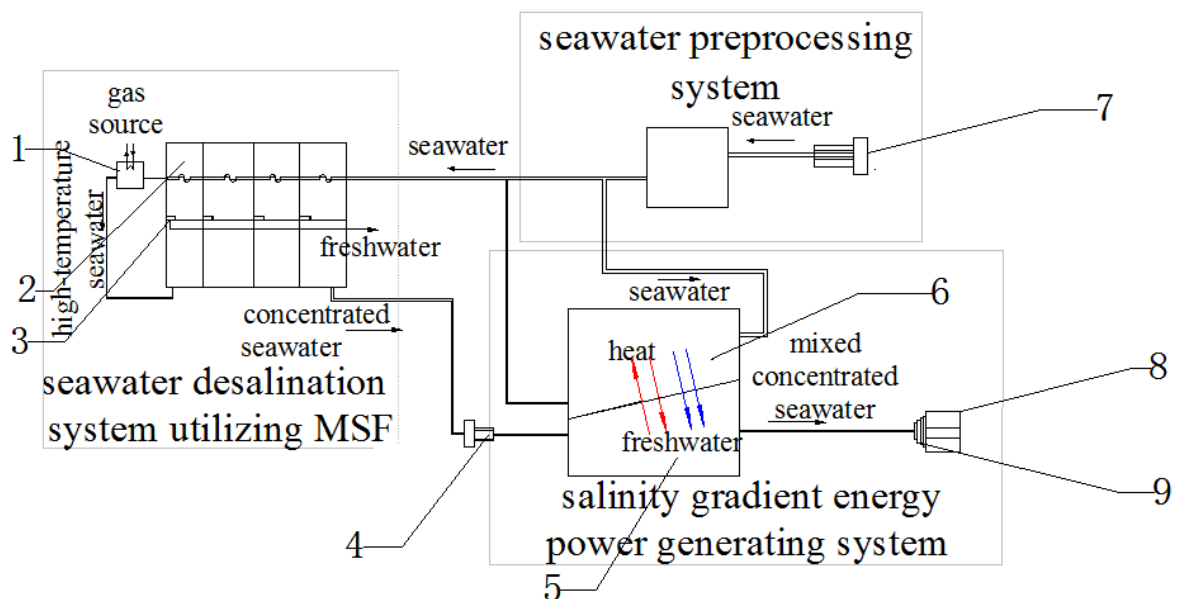 seawater preprocessing
system
seawater
7
gas
source
1
high-temperature
seawater
seawater
freshwater
2
3
concentrated
seawater
seawater desalination
system utilizing MSF
seawater
6
heat
mixed
concentrated
seawater
freshwater
8
9
4
5
salinity gradient energy
power generating system